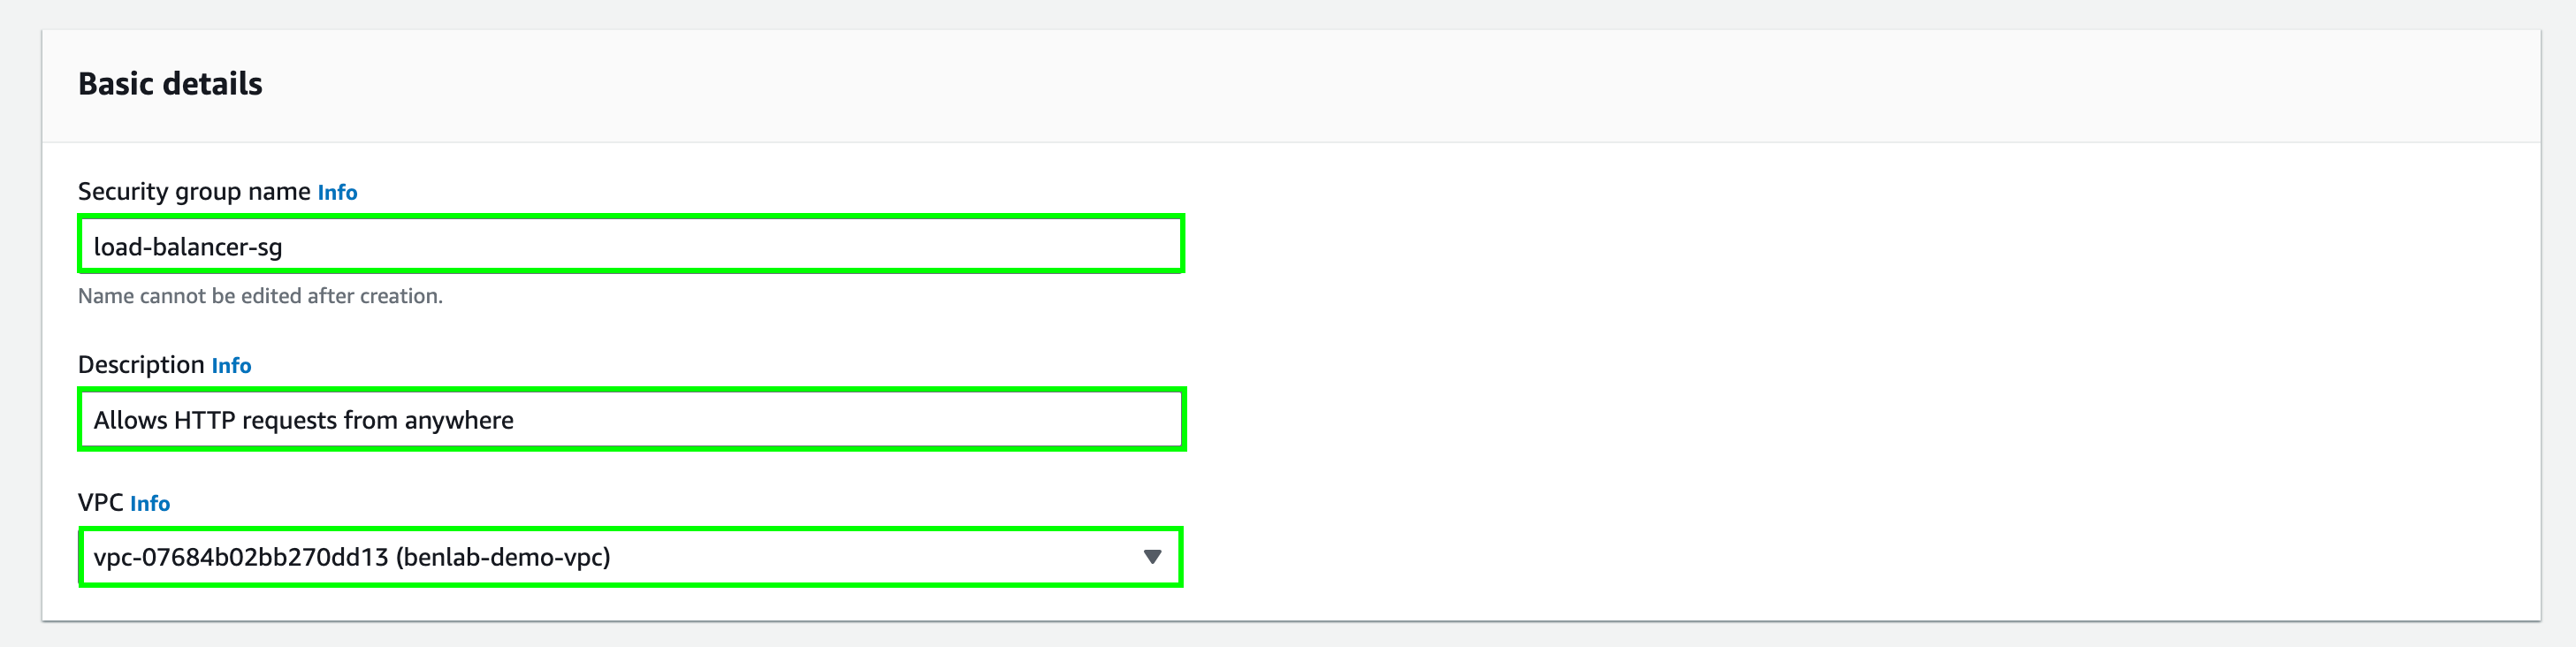 Basic details
Security group name Info
load-balancer-sg
Name cannot be edited after creation.
Description Info
Allows HTTP requests from anywhere
VPC Info
vpc-07684b02bb270dd13 (benlab-demo-vpc)